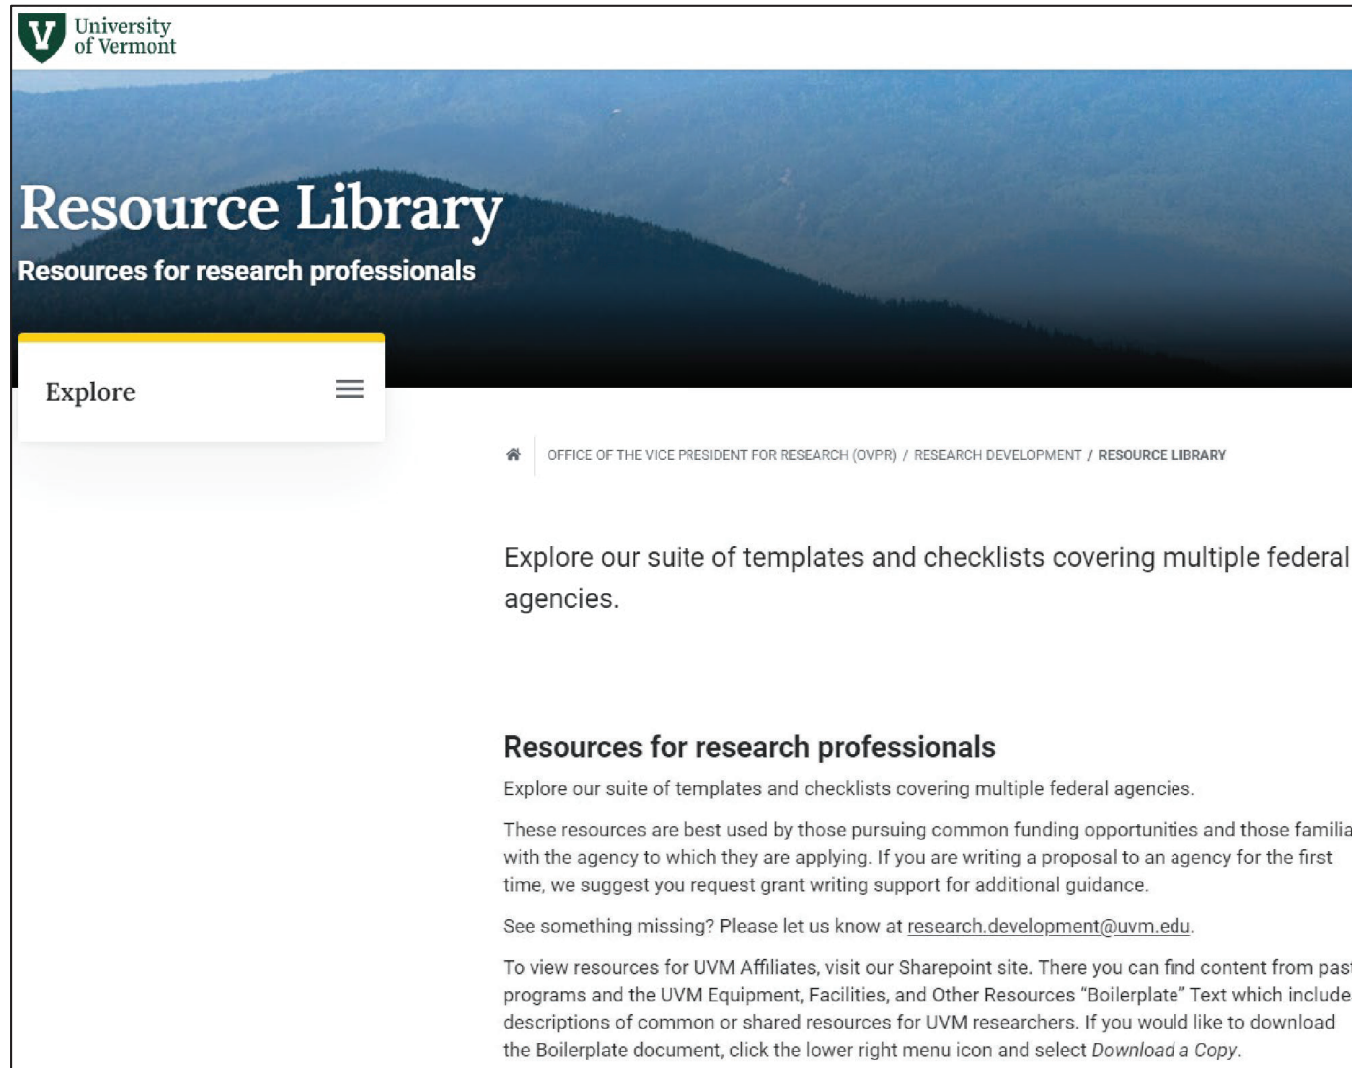 V
University
of Vermont
Resource Library
Resources for research professionals
Explore
OFFICE OF THE VICE PRESIDENT FOR RESEARCH (OVPR) / RESEARCH DEVELOPMENT / RESOURCE LIBRARY
Explore our suite of templates and checklists covering multiple federal
agencies.
Resources for research professionals
Explore our suite of templates and checklists covering multiple federal agencies.
These resources are best used by those pursuing common funding opportunities and those familia
with the agency to which they are applying. If you are writing a proposal to an agency for the first
time, we suggest you request grant writing support for additional guidance.
See something missing? Please let us know at research.development@uvm.edu.
To view resources for UVM Affiliates, visit our Sharepoint site. There you can find content from past
programs and the UVM Equipment, Facilities, and Other Resources “Boilerplate” Text which include
descriptions of common or shared resources for UVM researchers. If you would like to download
the Boilerplate document, click the lower right menu icon and select Download a Copy.